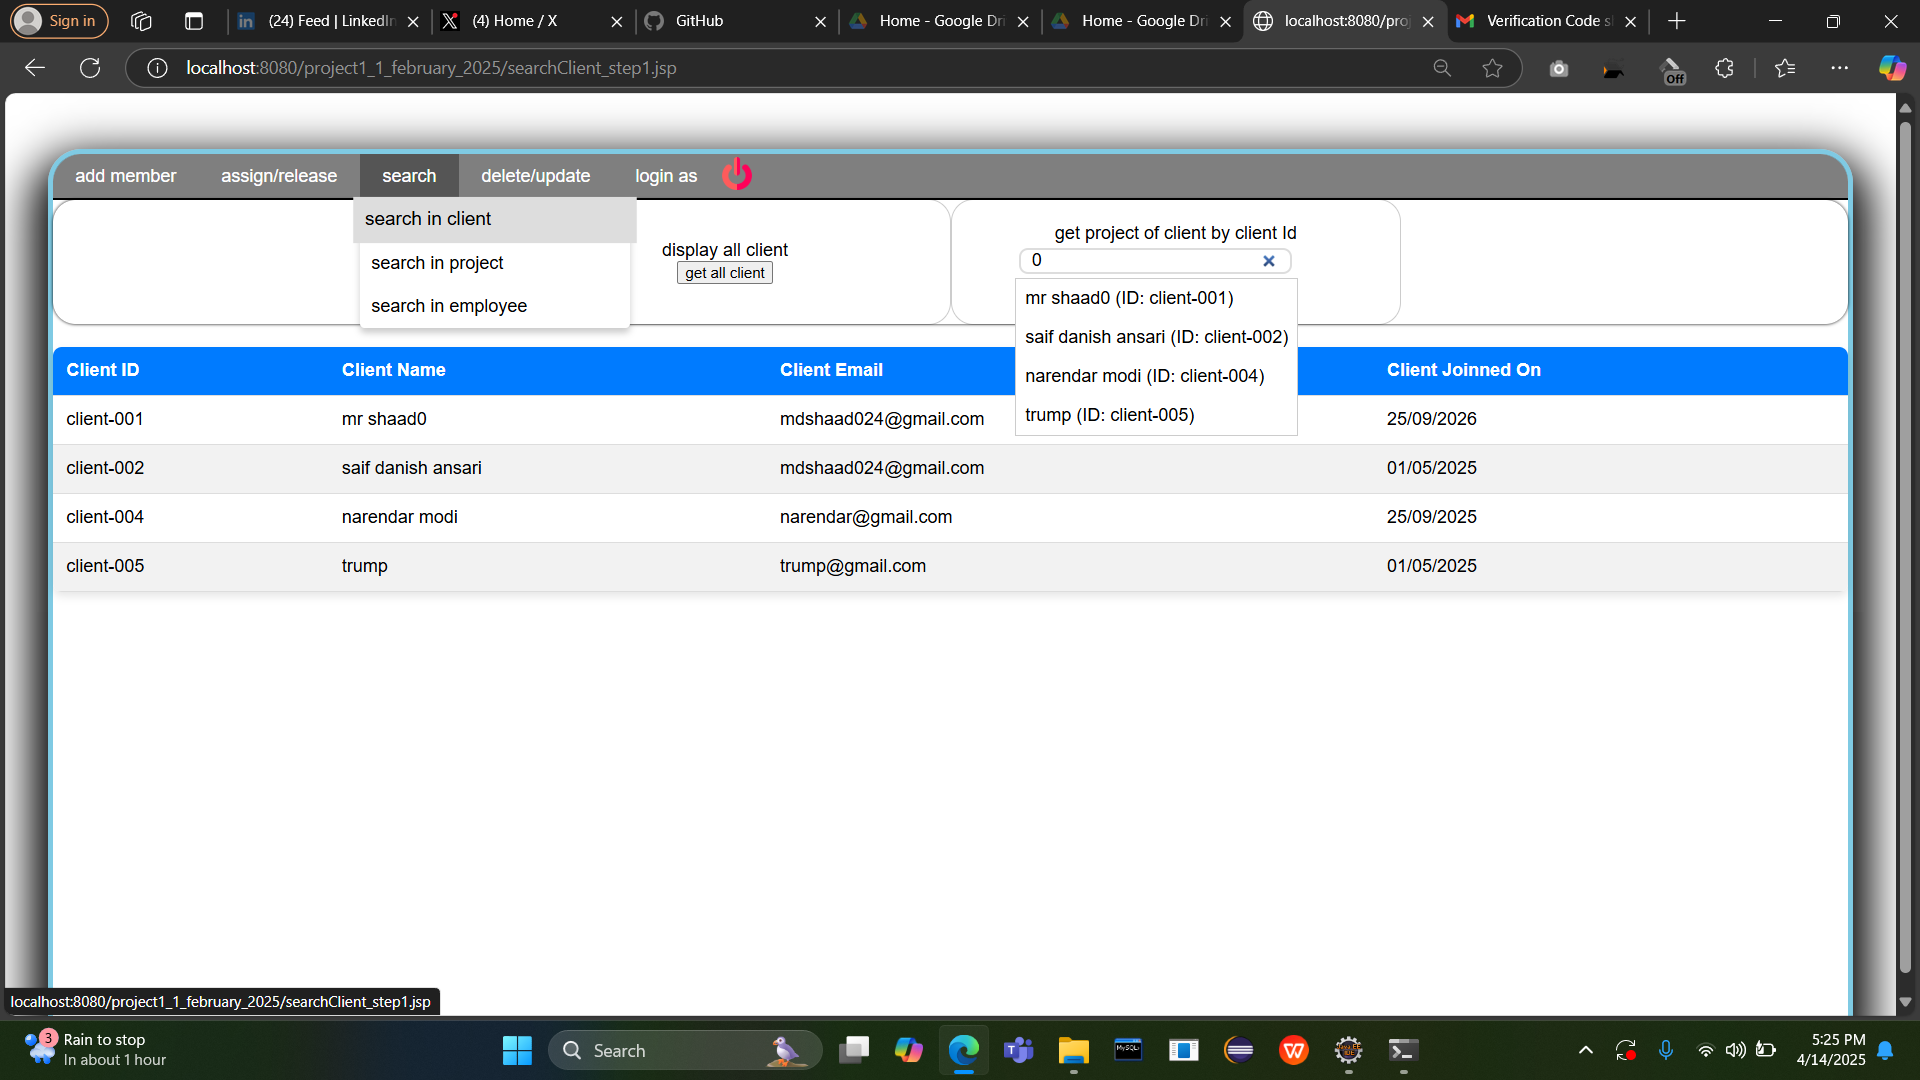 Sign in
(24) Feed | LinkedIn
(4) Home / X
GitHub
Home - Google Dri
Home - Google Dri
localhost:8080/proj
Verification Code sh
localhost:8080/project1_1_february_2025/searchClient_step1.jsp
Off
add member
assign/release
search
delete/update
login as
search in client
search in project
search in employee
display all client
get all client
get project of client by client Id
0
mr shaad0 (ID: client-001)
saif danish ansari (ID: client-002)
narendar modi (ID: client-004)
trump (ID: client-005)
Client ID Client Name Client Email Client Joinned On
client-001 mr shaad0 mdshaad024@gmail.com 25/09/2026
client-002 saif danish ansari mdshaad024@gmail.com 01/05/2025
client-004 narendar modi narendar@gmail.com 25/09/2025
client-005 trump trump@gmail.com 01/05/2025
localhost:8080/project1_1_february_2025/searchClient_step1.jsp
3
Rain to stop
In about 1 hour
Search
MySQL
5:25 PM
4/14/2025